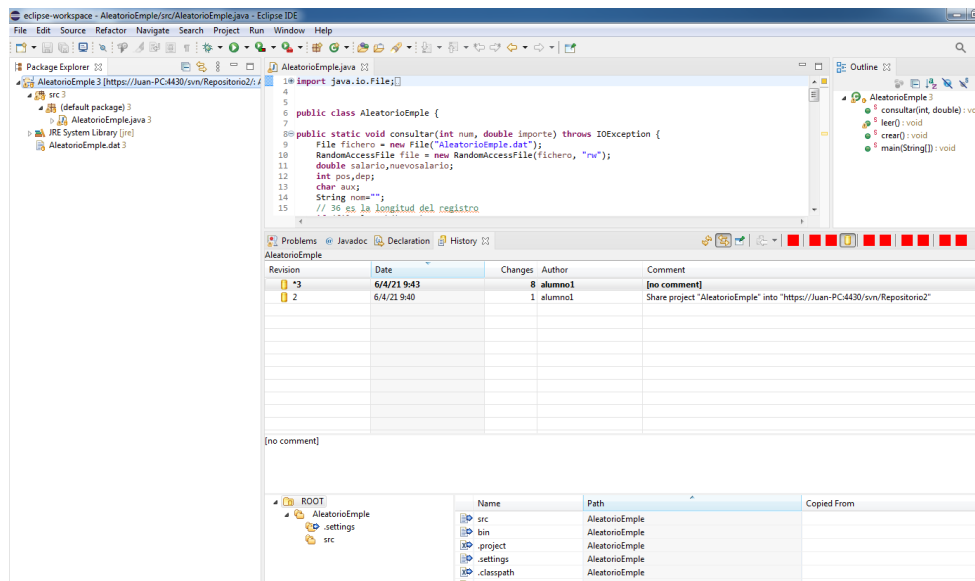 eclipse-workspace - AleatorioEmple/src/AleatorioEmple.java - Eclipse IDE
File Edit Source Refactor Navigate Search Project Run Window Help
Package Explorer
AleatorioEmple 3 [https://Juan-PC:4430/svn/Repositorio2/: A
src 3
(default package) 3
AleatorioEmple.java 3
JRE System Library [jre]
AleatorioEmple.dat 3
AleatorioEmple.java
1 import java.io.File;
4
5
6 public class AleatorioEmple {
7
8 public static void consultar(int num, double importe) throws IOException {
9 File fichero = new File("AleatorioEmple.dat");
10 RandomAccessFile file = new RandomAccessFile(fichero, "rw");
11 double salario,nuevosalario;
12 int pos,dep;
13 char aux;
14 String nom="";
15 // 36 es la longitud del registro
Outline
AleatorioEmple 3
consultar(int, double) : vo
leer() : void
crear() : void
main(String[]) : void
Problems Javadoc Declaration History
AleatorioEmple
Revision Date Changes Author Comment
*3 6/4/21 9:43 8 alumno1 [no comment]
2 6/4/21 9:40 1 alumno1 Share project "AleatorioEmple" into "https://Juan-PC:4430/svn/Repositorio2"
[no comment]
ROOT
AleatorioEmple
.settings
src
Name Path Copied From
src AleatorioEmple
bin AleatorioEmple
.project AleatorioEmple
.settings AleatorioEmple
.classpath AleatorioEmple